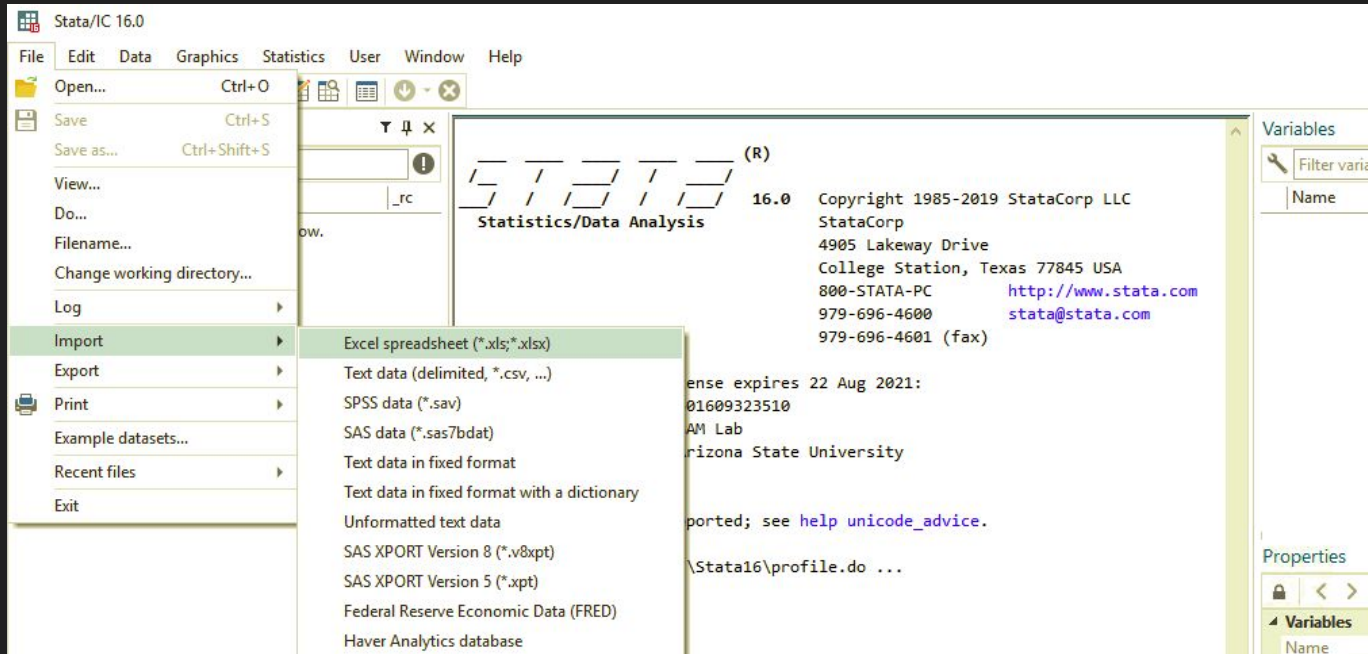 Stata/IC 16.0
File Edit Data Graphics Statistics User Window Help
Open... Ctrl+O
Save Ctrl+S
Save as... Ctrl+Shift+S
View...
Do...
Filename...
Change working directory...
Log
Import
Export
Print
Example datasets...
Recent files
Exit
Excel spreadsheet (*.xls;*.xlsx)
Text data (delimited, *.csv, ...)
SPSS data (*.sav)
SAS data (*.sas7bdat)
Text data in fixed format
Text data in fixed format with a dictionary
Unformatted text data
SAS XPORT Version 8 (*.v8xpt)
SAS XPORT Version 5 (*.xpt)
Federal Reserve Economic Data (FRED)
Haver Analytics database
_rc
ow.
Stata (R)
16.0 Copyright 1985-2019 StataCorp LLC
Statistics/Data Analysis StataCorp
4905 Lakeway Drive
College Station, Texas 77845 USA
800-STATA-PC http://www.stata.com
979-696-4600 stata@stata.com
979-696-4601 (fax)
ense expires 22 Aug 2021:
01609323510
AM Lab
rizona State University
ported; see help unicode_advice.
\Stata16\profile.do ...
Variables
Filter varia
Name
Properties
Variables
Name